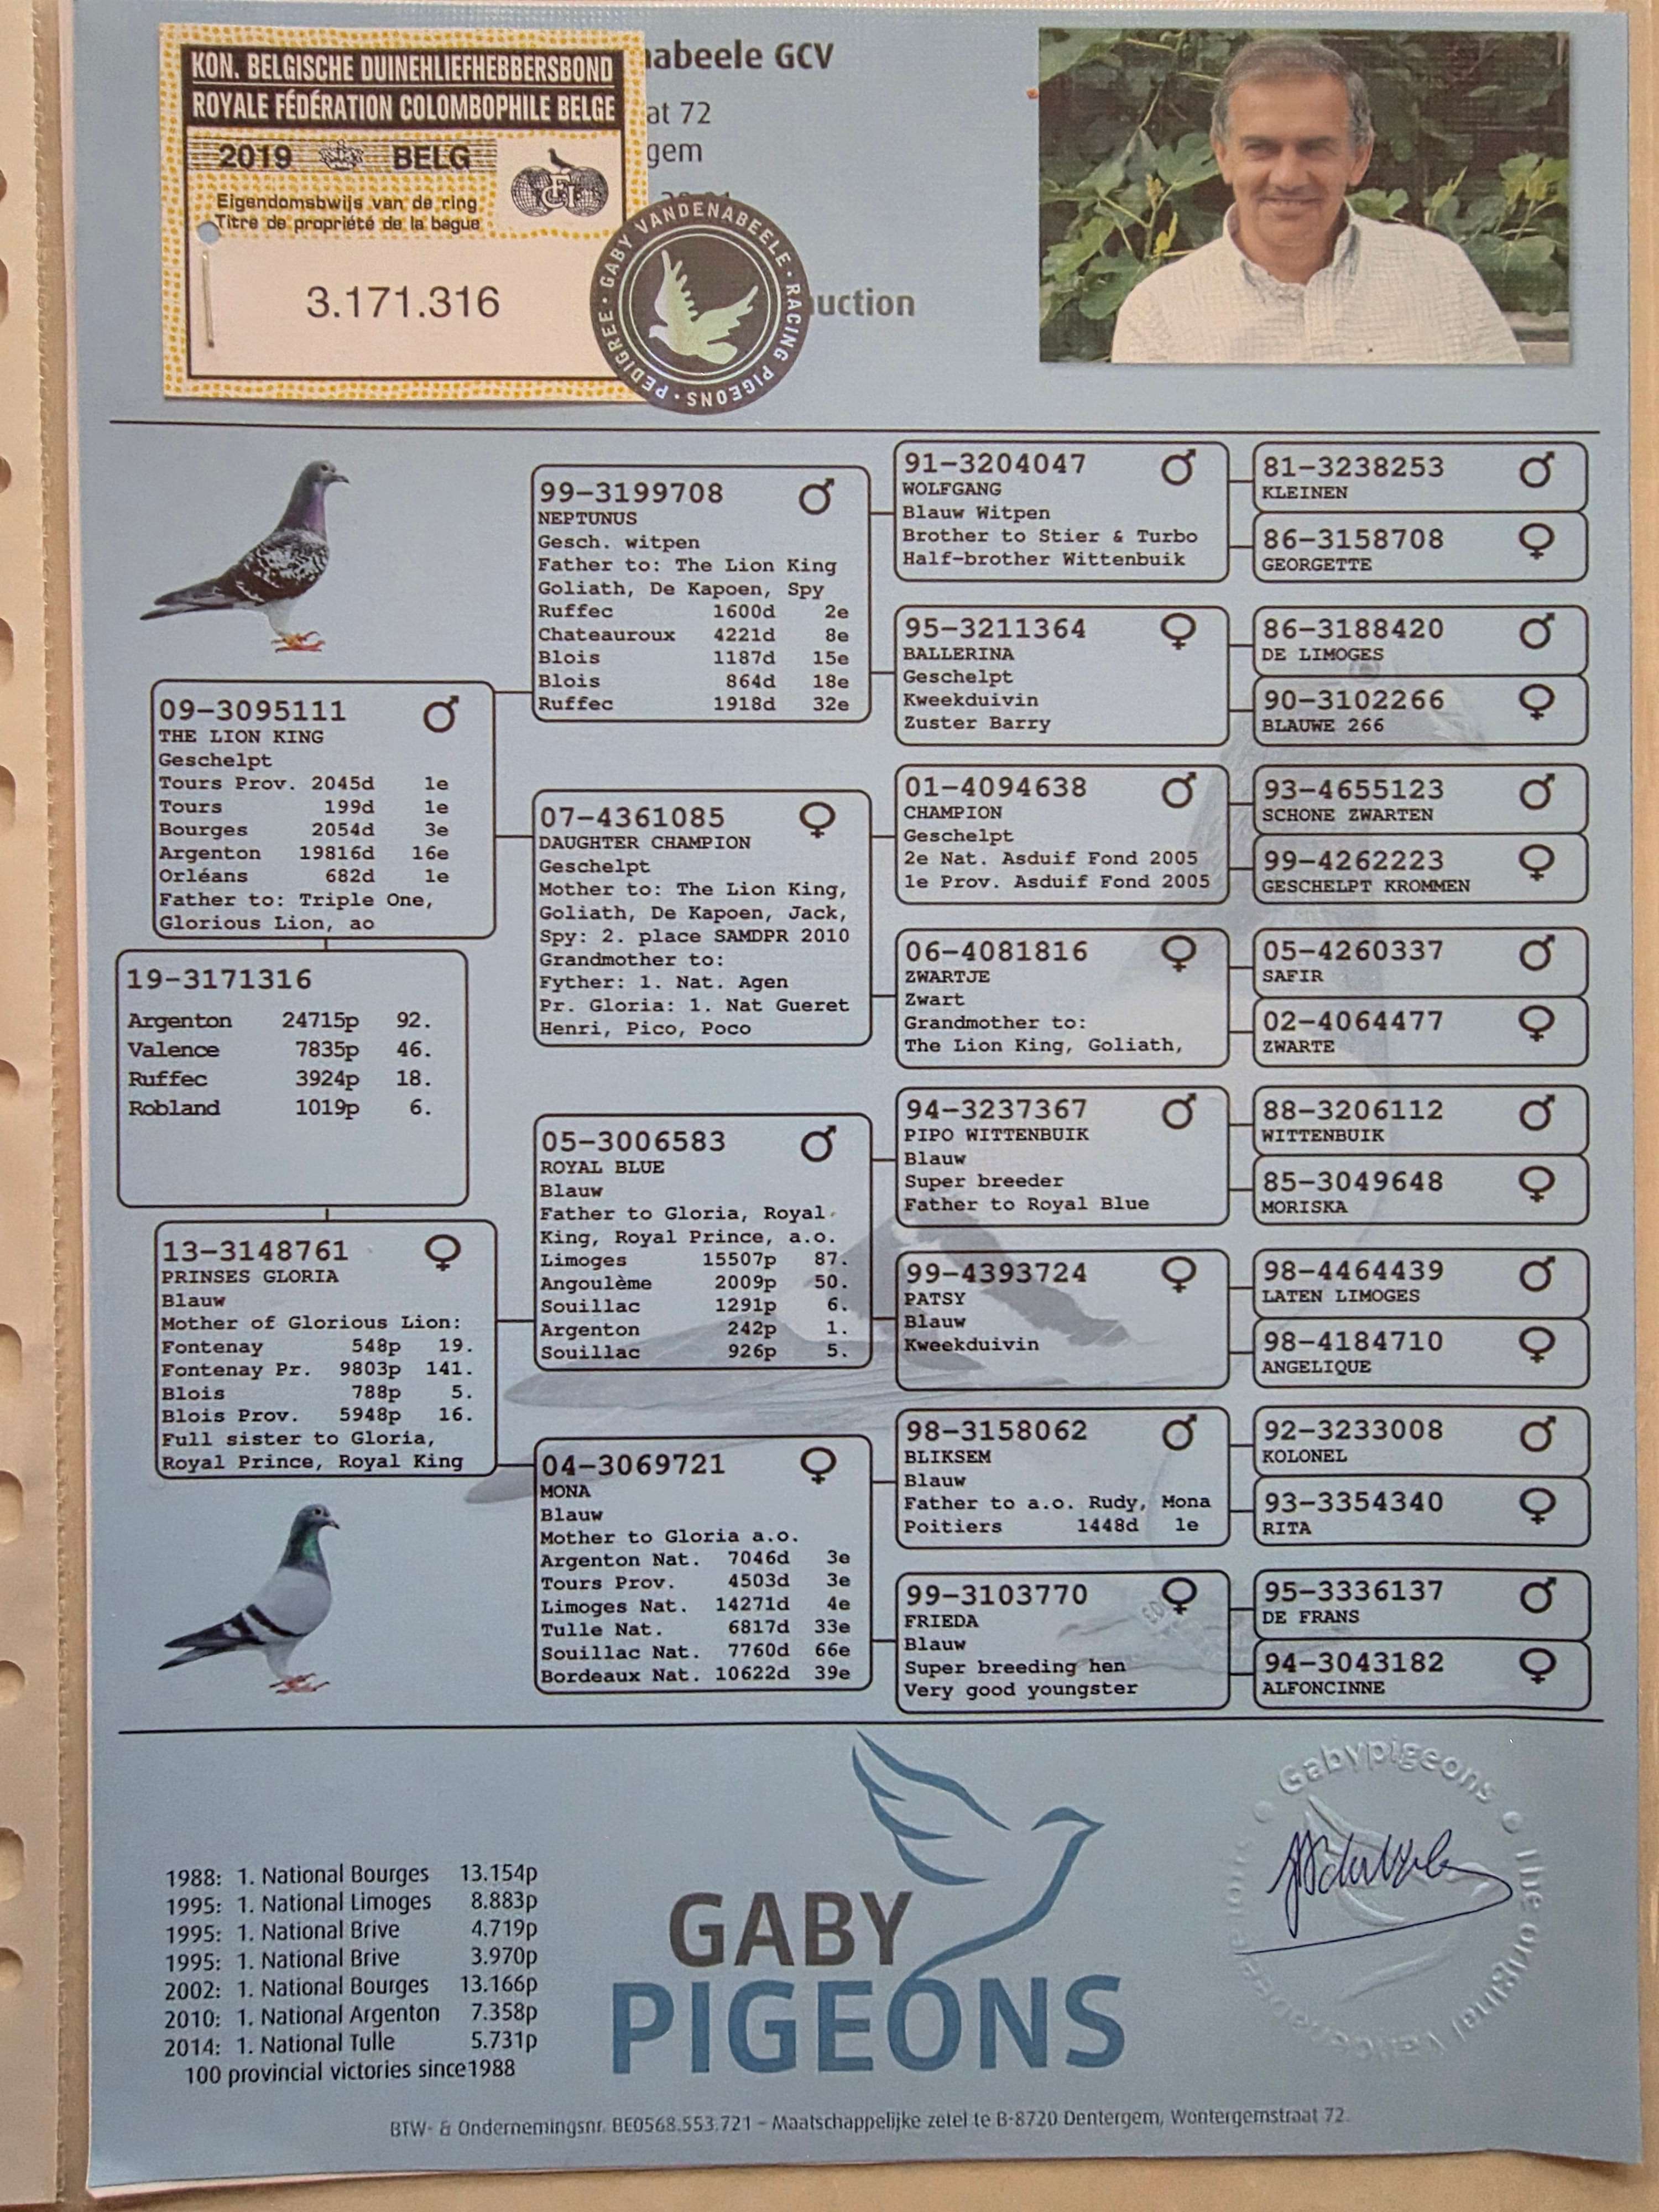 KON. BELGISCHE DUINEHLIEFHEBBERSBOND
ROYALE FÉDÉRATION COLOMBOPHILE BELGE
2019 BELG
Eigendomsbwijs van de ring
Titre de propriété de la bague
3.171.316
abeele GCV
at 72
gem
uction
PEDIGREE · GABY VANDENABEELE · RACING PIGEONS ·
09-3095111
THE LION KING
Geschelpt
Tours Prov. 2045d 1e
Tours 199d 1e
Bourges 2054d 3e
Argenton 19816d 16e
Orléans 682d 1e
Father to: Triple One,
Glorious Lion, ao
19-3171316
Argenton 24715p 92.
Valence 7835p 46.
Ruffec 3924p 18.
Robland 1019p 6.
13-3148761
PRINSES GLORIA
Blauw
Mother of Glorious Lion:
Fontenay 548p 19.
Fontenay Pr. 9803p 141.
Blois 788p 5.
Blois Prov. 5948p 16.
Full sister to Gloria,
Royal Prince, Royal King
99-3199708
NEPTUNUS
Gesch. witpen
Father to: The Lion King
Goliath, De Kapoen, Spy
Ruffec 1600d 2e
Chateauroux 4221d 8e
Blois 1187d 15e
Blois 864d 18e
Ruffec 1918d 32e
07-4361085
DAUGHTER CHAMPION
Geschelpt
Mother to: The Lion King,
Goliath, De Kapoen, Jack,
Spy: 2. place SAMDPR 2010
Grandmother to:
Fyther: 1. Nat. Agen
Pr. Gloria: 1. Nat Gueret
Henri, Pico, Poco
05-3006583
ROYAL BLUE
Blauw
Father to Gloria, Royal
King, Royal Prince, a.o.
Limoges 15507p 87.
Angoulème 2009p 50.
Souillac 1291p 6.
Argenton 242p 1.
Souillac 926p 5.
04-3069721
MONA
Blauw
Mother to Gloria a.o.
Argenton Nat. 7046d 3e
Tours Prov. 4503d 3e
Limoges Nat. 14271d 4e
Tulle Nat. 6817d 33e
Souillac Nat. 7760d 66e
Bordeaux Nat. 10622d 39e
91-3204047
WOLFGANG
Blauw Witpen
Brother to Stier & Turbo
Half-brother Wittenbuik
95-3211364
BALLERINA
Geschelpt
Kweekduivin
Zuster Barry
01-4094638
CHAMPION
Geschelpt
2e Nat. Asduif Fond 2005
1e Prov. Asduif Fond 2005
06-4081816
ZWARTJE
Zwart
Grandmother to:
The Lion King, Goliath,
94-3237367
PIPO WITTENBUIK
Blauw
Super breeder
Father to Royal Blue
99-4393724
PATSY
Blauw
Kweekduivin
98-3158062
BLIKSEM
Blauw
Father to a.o. Rudy, Mona
Poitiers 1448d 1e
99-3103770
FRIEDA
Blauw
Super breeding hen
Very good youngster
81-3238253
KLEINEN
86-3158708
GEORGETTE
86-3188420
DE LIMOGES
90-3102266
BLAUWE 266
93-4655123
SCHONE ZWARTEN
99-4262223
GESCHELPT KROMMEN
05-4260337
SAFIR
02-4064477
ZWARTE
88-3206112
WITTENBUIK
85-3049648
MORISKA
98-4464439
LATEN LIMOGES
98-4184710
ANGELIQUE
92-3233008
KOLONEL
93-3354340
RITA
95-3336137
DE FRANS
94-3043182
ALFONCINNE
1988: 1. National Bourges 13.154p
1995: 1. National Limoges 8.883p
1995: 1. National Brive 4.719p
1995: 1. National Brive 3.970p
2002: 1. National Bourges 13.166p
2010: 1. National Argenton 7.358p
2014: 1. National Tulle 5.731p
100 provincial victories since1988
GABY
PIGEONS
Gabypigeons • The original
BTW- & Ondernemingsnr. BE0568.553.721 – Maatschappelijke zetel te B-8720 Dentergem, Wontergemstraat 72.